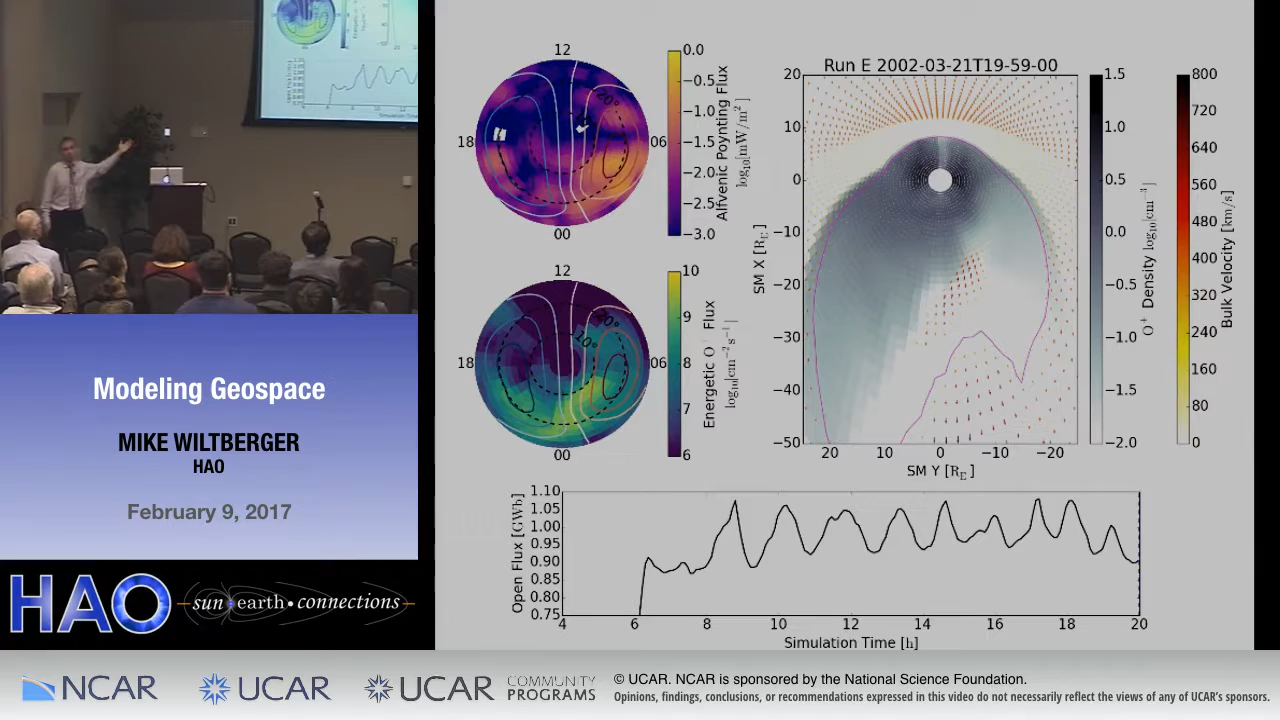 Modeling Geospace
MIKE WILTBERGER
HAO
February 9, 2017
HAO
sun earth • connections
12
18
06
00
20°
0.0
−0.5
−1.0
−1.5
−2.0
−2.5
−3.0
Alfvenic Poynting Flux
log10[mW/m²]
12
18
06
00
20°
10°
10
9
8
7
6
Energetic O⁺ Flux
log10[cm⁻²s⁻¹]
Run E 2002-03-21T19-59-00
20
10
0
−10
−20
−30
−40
−50
SM X [RE]
20 10 0 −10 −20
SM Y [RE]
1.5
1.0
0.5
0.0
−0.5
−1.0
−1.5
−2.0
O⁺ Density log10[cm⁻³]
800
720
640
560
480
400
320
240
160
80
0
Bulk Velocity [km/s]
1.10
1.05
1.00
0.95
0.90
0.85
0.80
0.75
Open Flux [GWb]
4 6 8 10 12 14 16 18 20
Simulation Time [h]
NCAR
UCAR
UCAR
COMMUNITY
PROGRAMS
© UCAR. NCAR is sponsored by the National Science Foundation.
Opinions, findings, conclusions, or recommendations expressed in this video do not necessarily reflect the views of any of UCAR's sponsors.